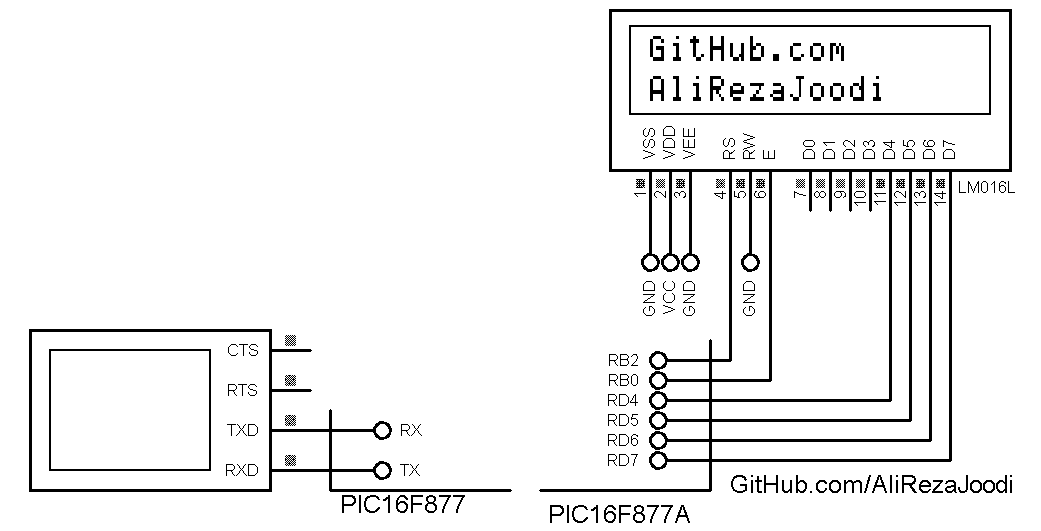 GitHub.com
AliRezaJoodi
VSS
VDD
VEE
RS
RW
E
D0
D1
D2
D3
D4
D5
D6
D7
1
2
3
4
5
6
7
8
9
10
11
12
13
14
LM016L
GND
VCC
GND
GND
CTS
RTS
TXD
RXD
RX
TX
PIC16F877
RB2
RB0
RD4
RD5
RD6
RD7
PIC16F877A
GitHub.com/AliRezaJoodi